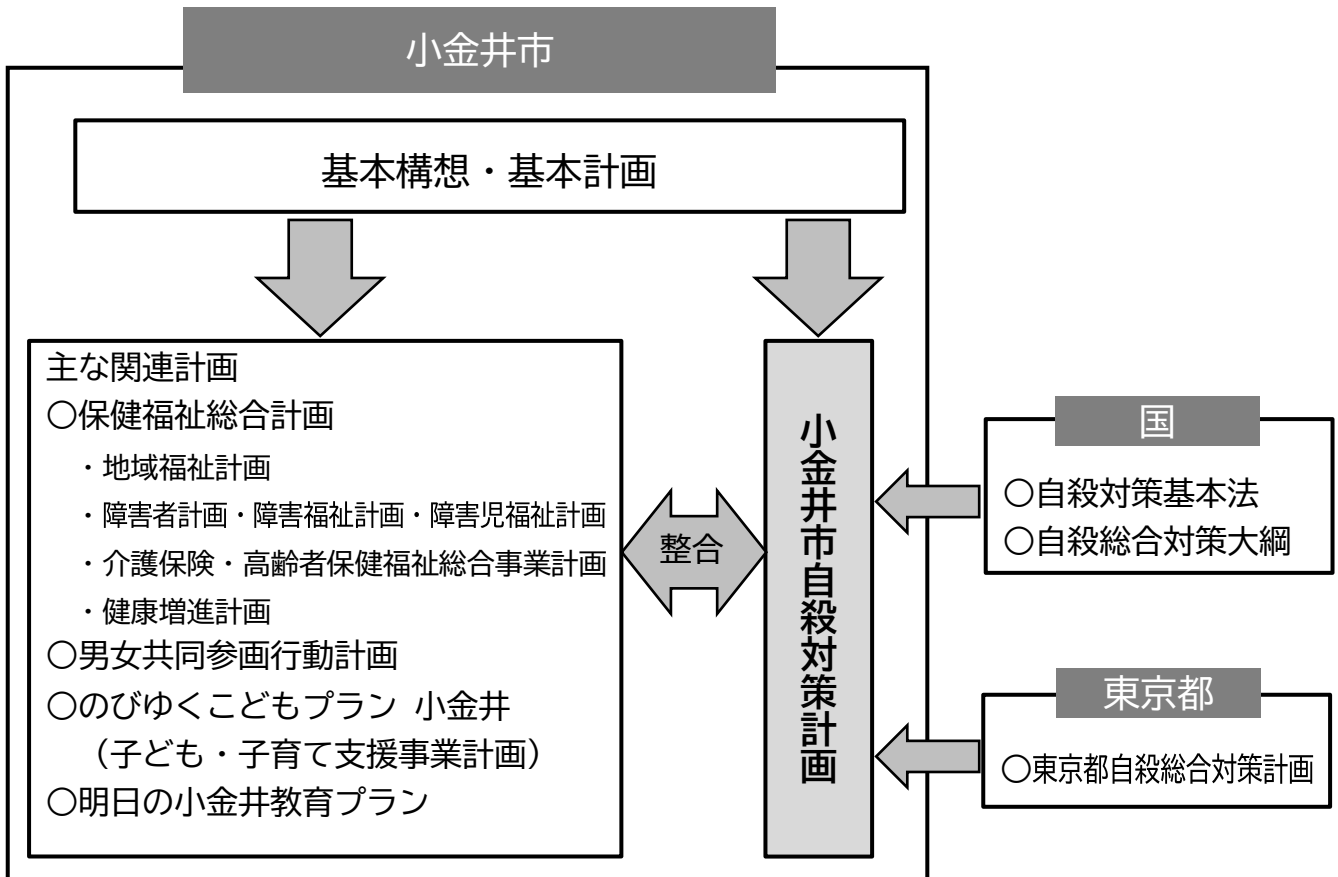 小金井市
基本構想・基本計画
主な関連計画
○保健福祉総合計画
・地域福祉計画
・障害者計画・障害福祉計画・障害児福祉計画
・介護保険・高齢者保健福祉総合事業計画
・健康増進計画
○男女共同参画行動計画
○のびゆくこどもプラン 小金井
（子ども・子育て支援事業計画）
○明日の小金井教育プラン
整合
小金井市自殺対策計画
国
○自殺対策基本法
○自殺総合対策大綱
東京都
○東京都自殺総合対策計画